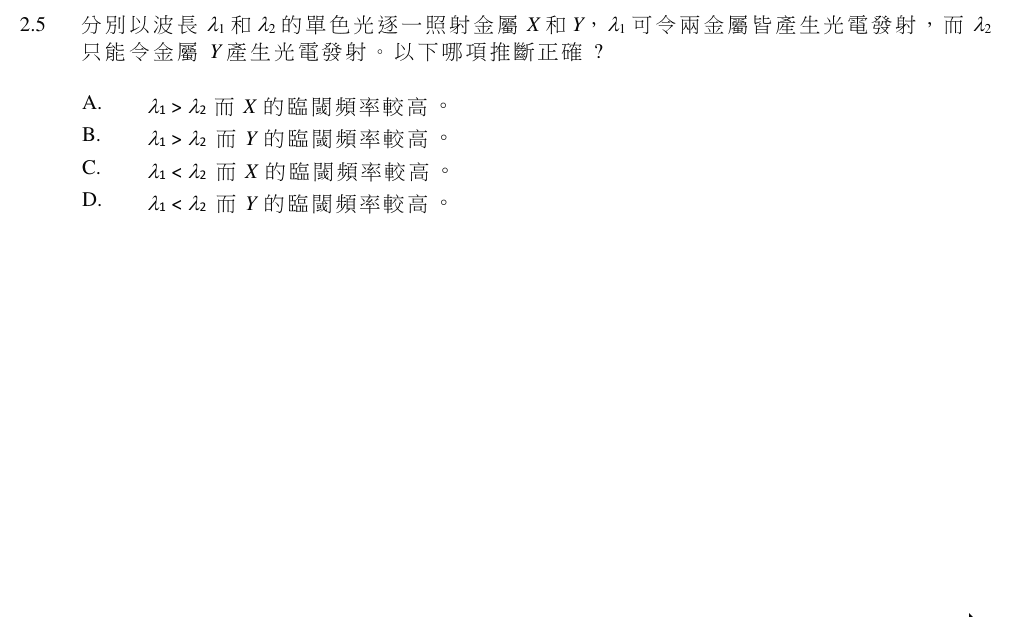 2.5 分別以波長 λ1 和 λ2 的單色光逐一照射金屬 X 和 Y，λ1 可令兩金屬皆產生光電發射，而 λ2
只能令金屬 Y 產生光電發射。以下哪項推斷正確？
A. λ1 > λ2 而 X 的臨閾頻率較高。
B. λ1 > λ2 而 Y 的臨閾頻率較高。
C. λ1 < λ2 而 X 的臨閾頻率較高。
D. λ1 < λ2 而 Y 的臨閾頻率較高。